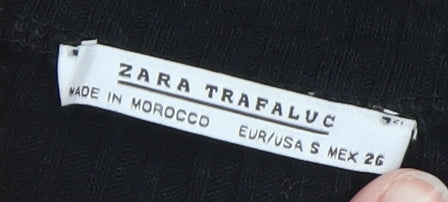 ZARA TRAFALUC
MADE IN MOROCCO EUR/USA S MEX 26